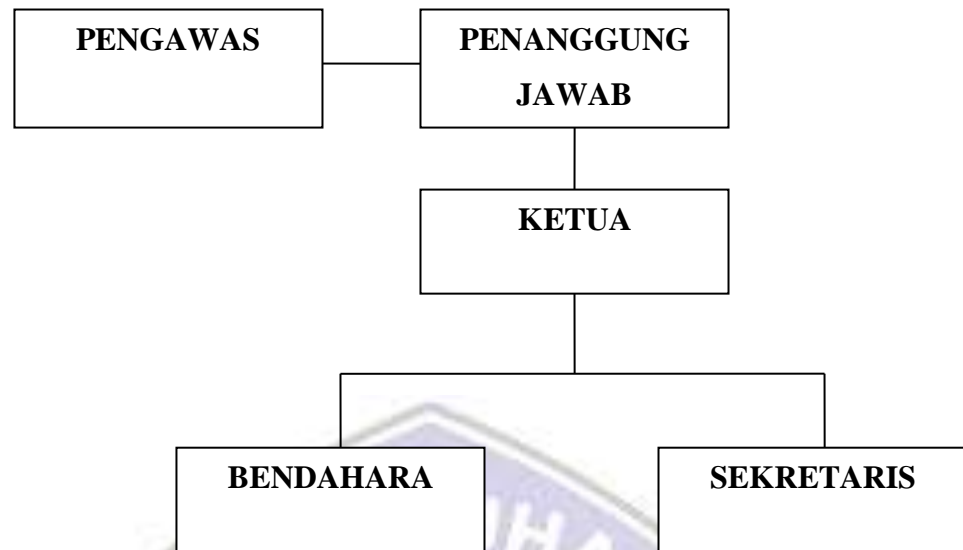 PENGAWAS
PENANGGUNG
JAWAB
KETUA
BENDAHARA
SEKRETARIS